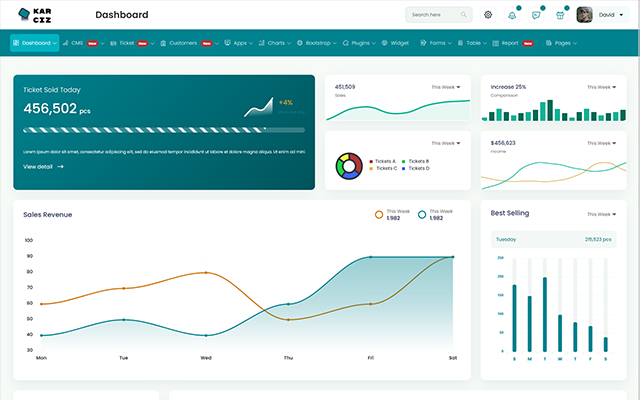 KAR
CIZ
Dashboard
Search here
David
Dashboard
CMS New
Ticket New
Customers New
Apps
Charts
Bootstrop
Plugins
Widget
Forms
Table
Report New
Pages
Ticket Sold Today
456,502 pcs
+4%
Lorem ipsum dolor sit amet, consectetur adipiscing elit, sed do eiusmod tempor incididunt ut labore et dolore magna aliqua. Ut enim ad mini
View detail
451,509
Sales
This Week
Increase 25%
Comparisson
This Week
This Week
Tickets A
Tickets B
Tickets C
Tickets D
$456,623
Income
This Week
Sales Revenue
This Week
1.982
This Week
1.982
100
90
80
70
60
50
40
30
Mon
Tue
Wed
Thu
Fri
Sat
Best Selling
This Week
Tuesday
215,523 pcs
250
200
150
100
50
0
S
M
T
W
T
F
S